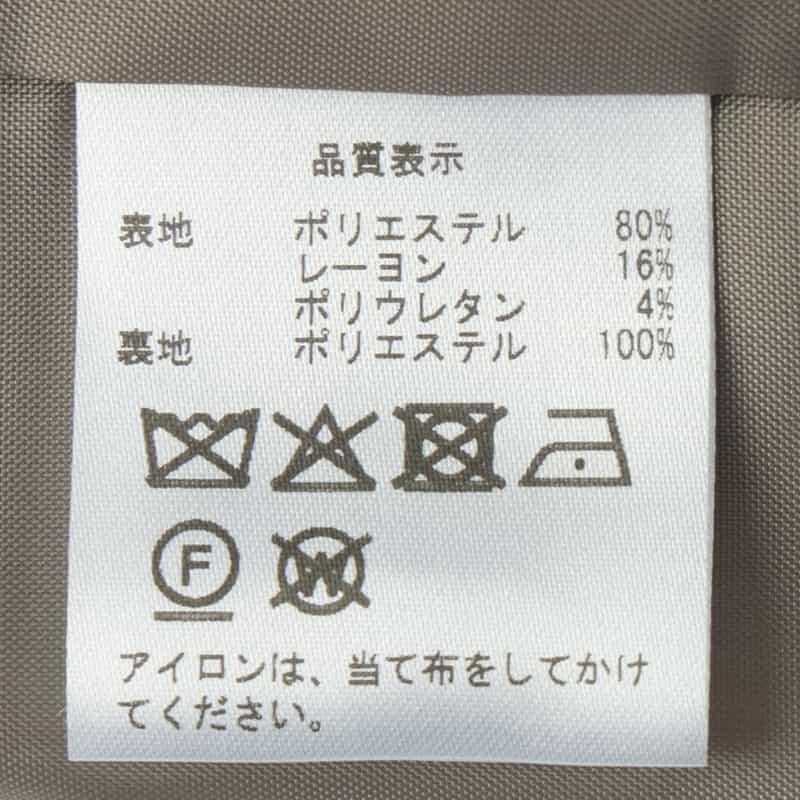 品質表示
表地 ポリエステル 80%
レーヨン 16%
ポリウレタン 4%
裏地 ポリエステル 100%
F W
アイロンは、当て布をしてかけ
てください。